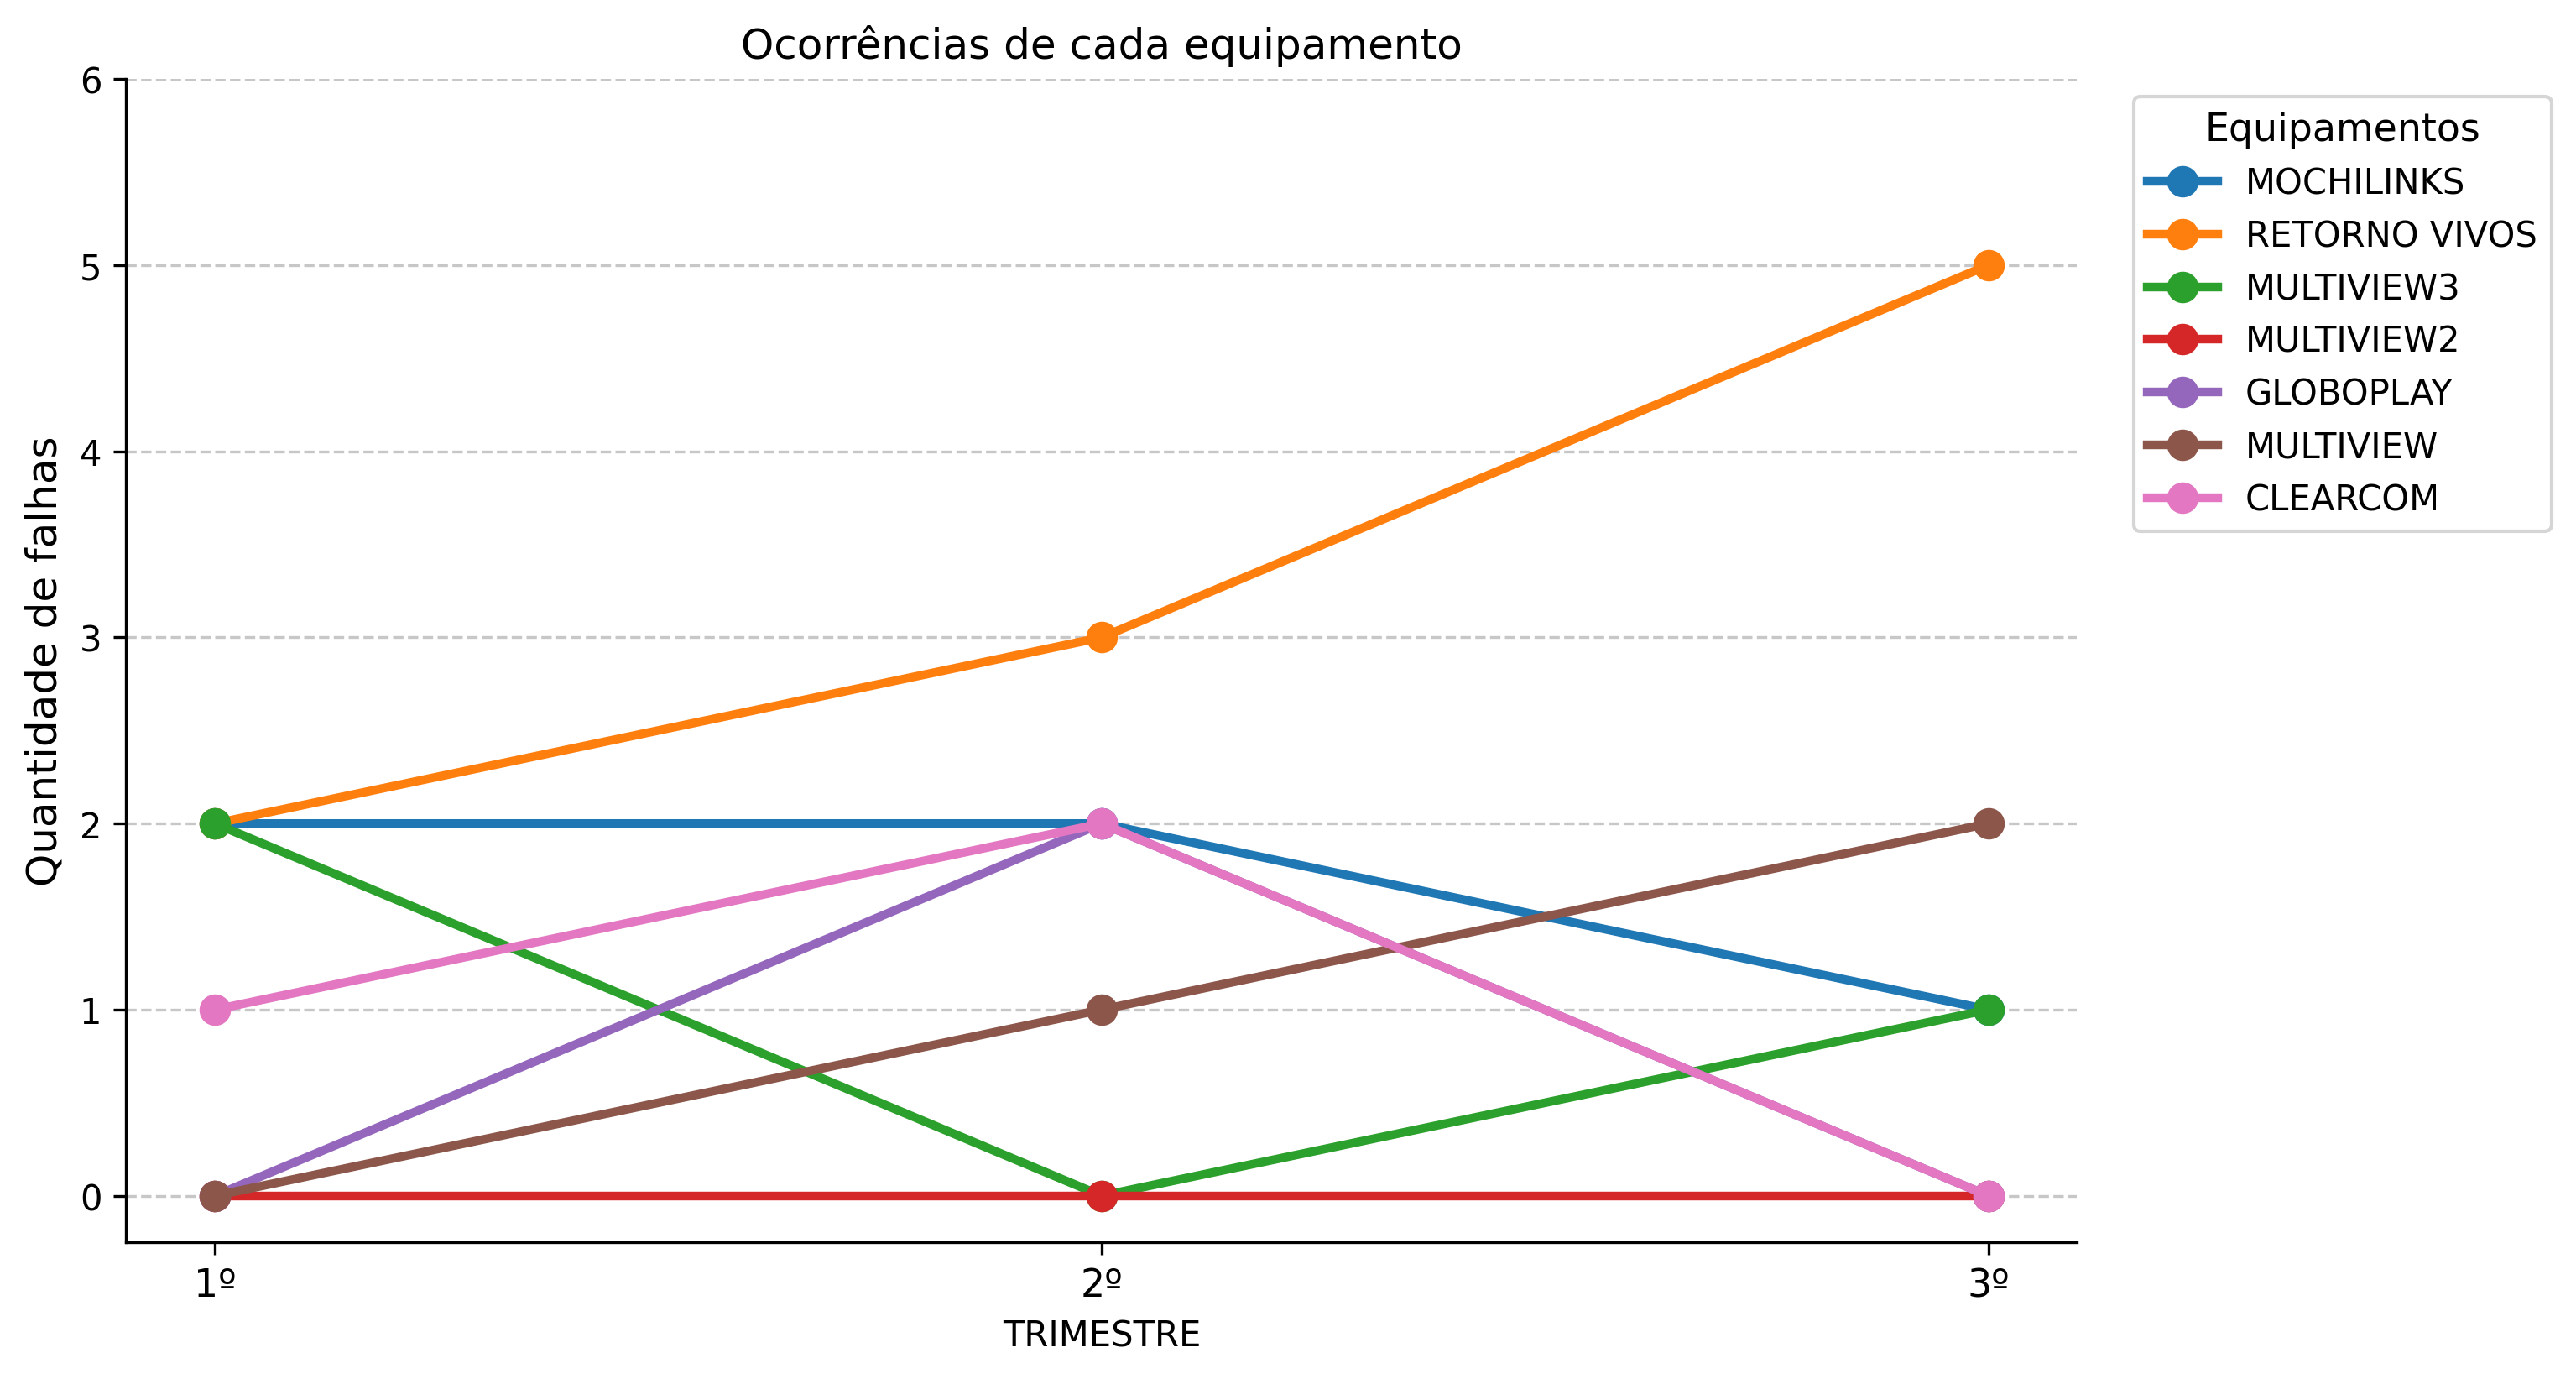 Ocorrências de cada equipamento
Quantidade de falhas
6
5
4
3
2
1
0
1º
2º
3º
TRIMESTRE
Equipamentos
MOCHILINKS
RETORNO VIVOS
MULTIVIEW3
MULTIVIEW2
GLOBOPLAY
MULTIVIEW
CLEARCOM